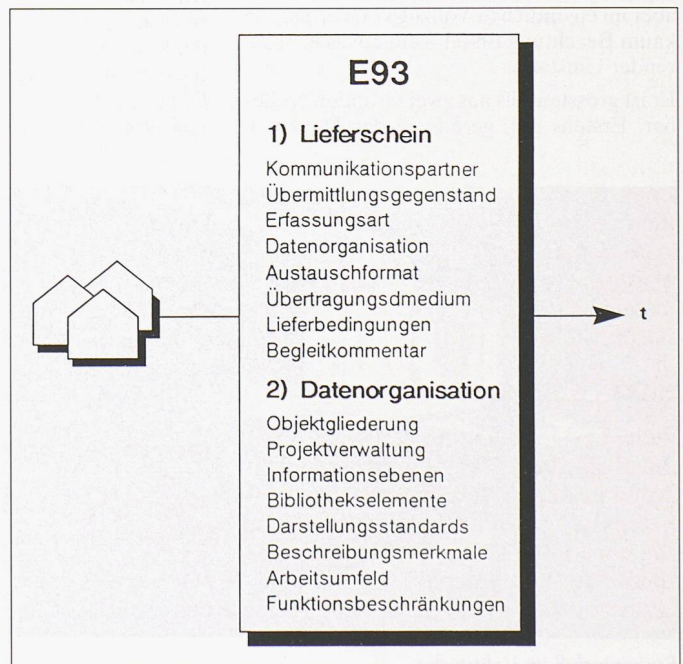 E93
1) Lieferschein
Kommunikationspartner
Übermittlungsgegenstand
Erfassungsart
Datenorganisation
Austauschformat
Übertragungsdmedium
Lieferbedingungen
Begleitkommentar
2) Datenorganisation
Objektgliederung
Projektverwaltung
Informationsebenen
Bibliothekselemente
Darstellungsstandards
Beschreibungsmerkmale
Arbeitsumfeld
Funktionsbeschränkungen
t